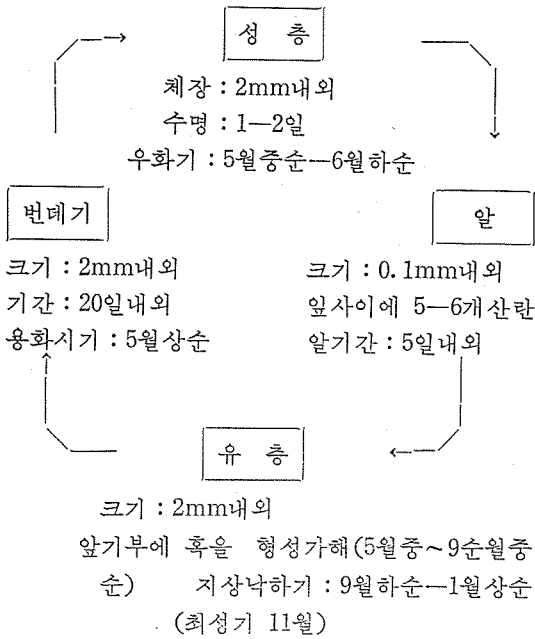 성 층
체장 : 2mm내외
수명 : 1—2일
우화기 : 5월중순—6월하순
번데기
크기 : 2mm내외
기간 : 20일내외
용화시기 : 5월상순
알
크기 : 0.1mm내외
잎사이에 5—6개산란
알기간 : 5일내외
유 층
크기 : 2mm내외
앞기부에 혹을 형성가해(5월중~9순월중
순) 지상낙하기 : 9월하순—1월상순
(최성기 11월)